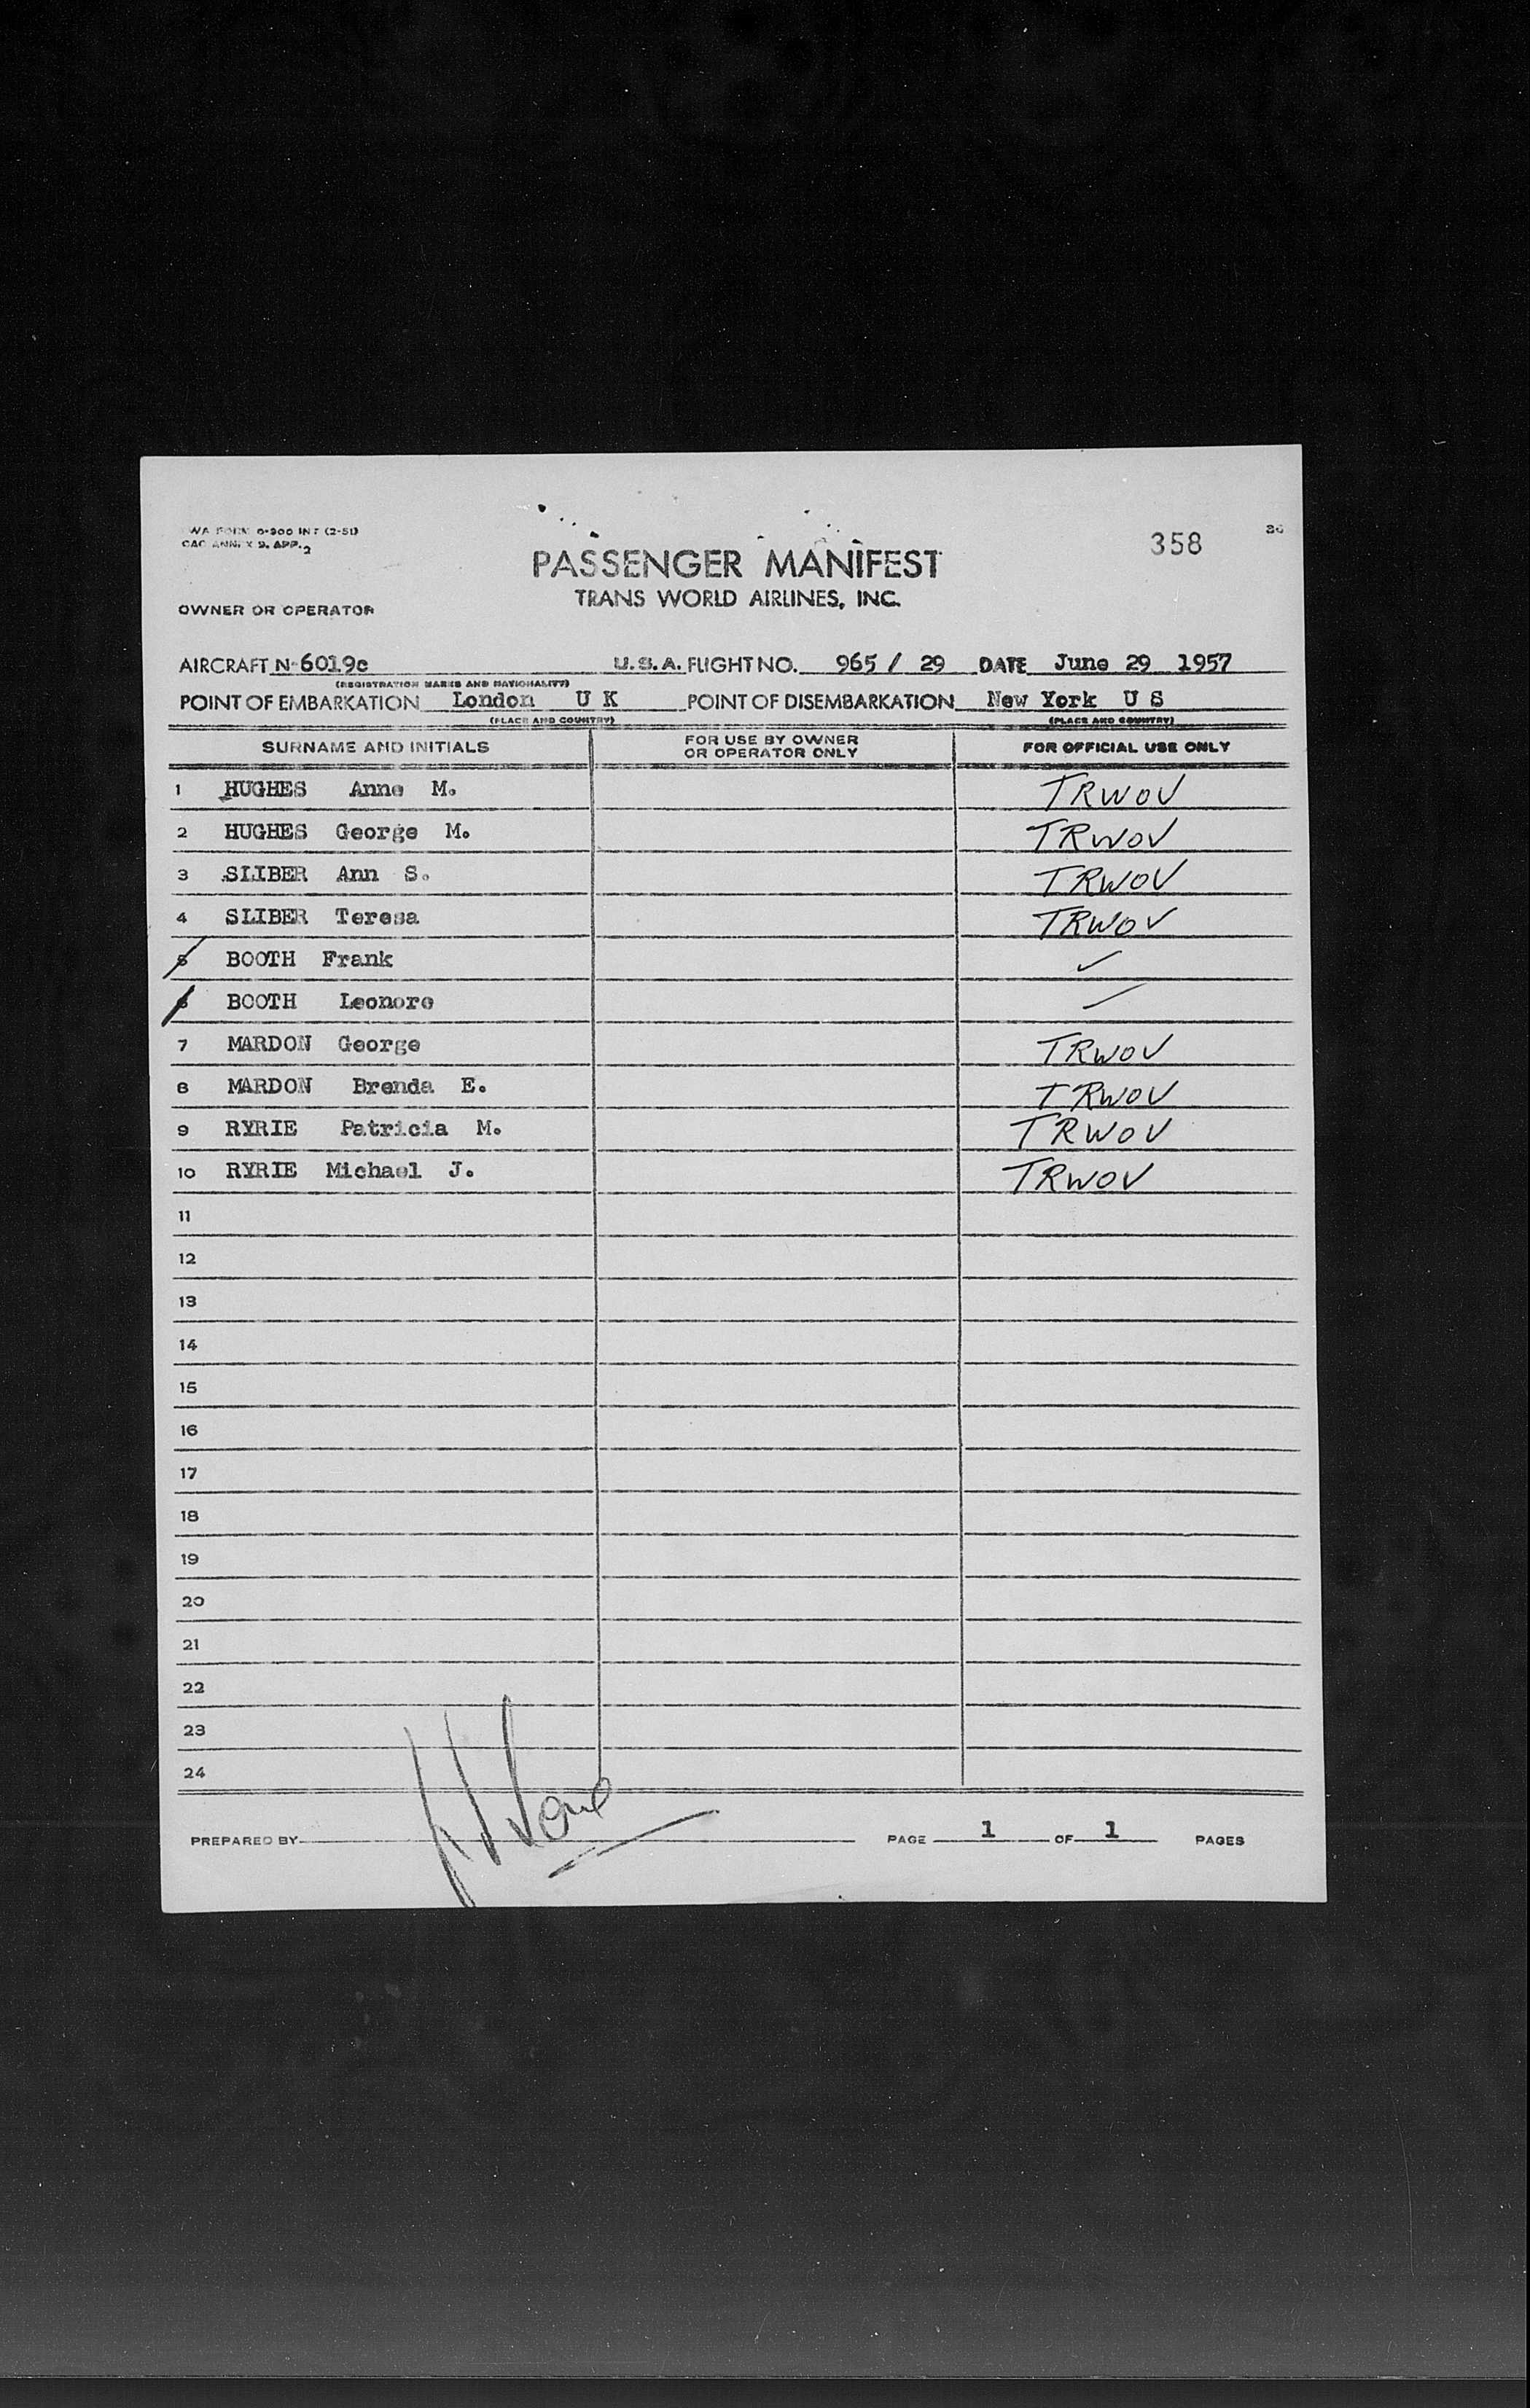 TWA FORM 0-300 INT (2-51)
ICAO ANNEX 9. APP. 2
358
PASSENGER MANIFEST
TRANS WORLD AIRLINES, INC.
OWNER OR OPERATOR
AIRCRAFT N-6019c U.S.A. FLIGHT NO. 965 / 29 DATE June 29 1957
(REGISTRATION MARKS AND NATIONALITY)
POINT OF EMBARKATION London U K POINT OF DISEMBARKATION New York U S
(PLACE AND COUNTRY) (PLACE AND COUNTRY)
SURNAME AND INITIALS FOR USE BY OWNER OR OPERATOR ONLY FOR OFFICIAL USE ONLY
1 HUGHES Anne M. TRWOV
2 HUGHES George M. TRWOV
3 SLIBER Ann S. TRWOV
4 SLIBER Teresa TRWOV
5 BOOTH Frank ✓
6 BOOTH Leonore
7 MARDON George TRWOV
8 MARDON Brenda E. TRWOV
9 RYRIE Patricia M. TRWOV
10 RYRIE Michael J. TRWOV
11
12
13
14
15
16
17
18
19
20
21
22
23
24
PREPARED BY PAGE 1 OF 1 PAGES